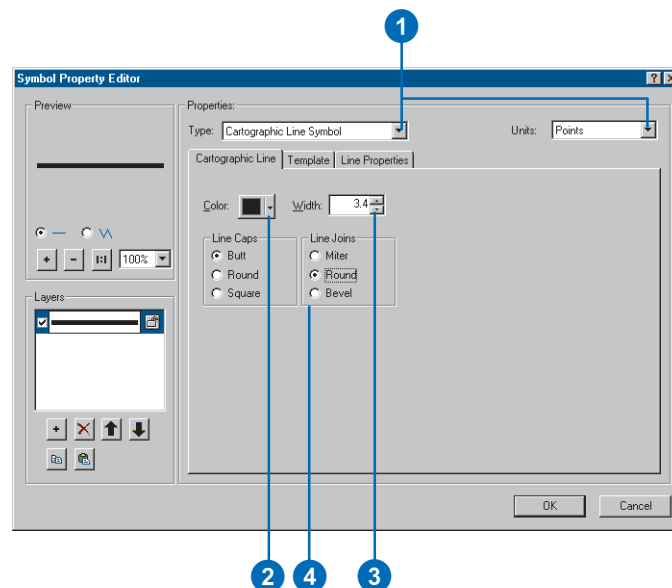 1
Symbol Property Editor
Preview
Properties:
Type: Cartographic Line Symbol
Units: Points
Cartographic Line
Template
Line Properties
Color:
Width: 3.4
Line Caps
Butt
Round
Square
Line Joins
Miter
Round
Bevel
1:1
100%
Layers
OK
Cancel
2
4
3